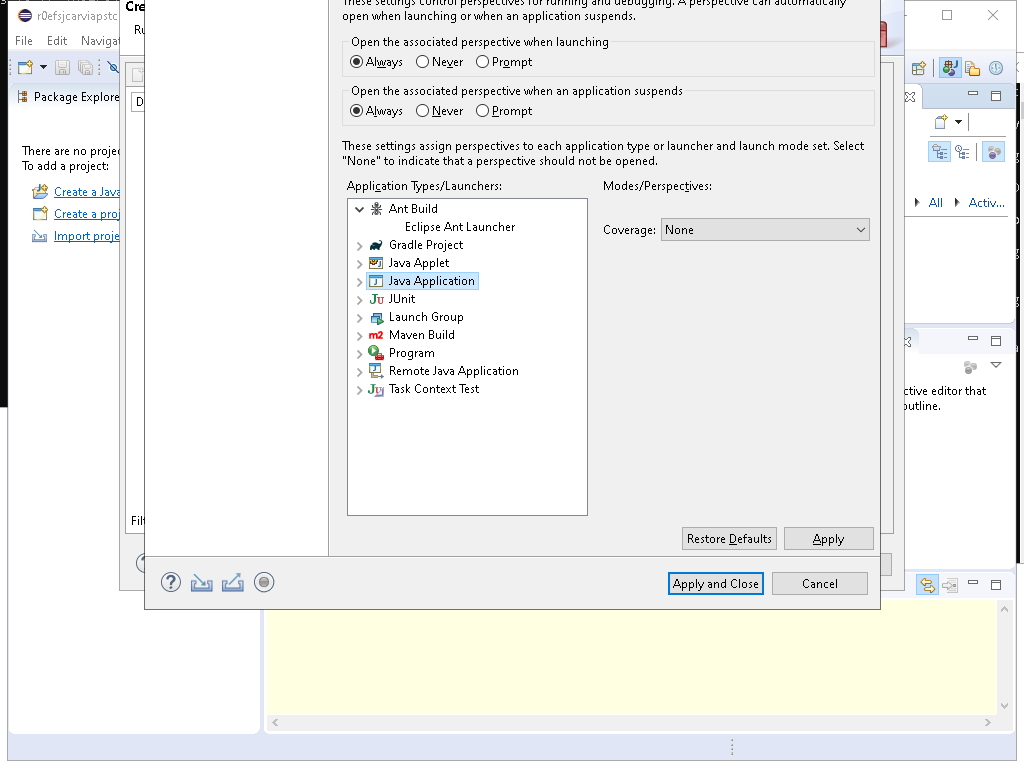 These settings control perspectives for running and debugging. A perspective can automatically
open when launching or when an application suspends.
Cre
r0efsjcarviapstc
Ru
File Edit Naviga
Open the associated perspective when launching
Always Never Prompt
Package Explore
D
Open the associated perspective when an application suspends
Always Never Prompt
There are no projec
To add a project:
Create a Java
Create a proj
Import proje
These settings assign perspectives to each application type or launcher and launch mode set. Select
"None" to indicate that a perspective should not be opened.
Application Types/Launchers:
Modes/Perspectives:
Ant Build
Eclipse Ant Launcher
Gradle Project
Java Applet
Java Application
JUnit
Launch Group
Maven Build
Program
Remote Java Application
Task Context Test
Coverage: None
All Activ...
ctive editor that
outline.
Filt
Restore Defaults Apply
Apply and Close Cancel